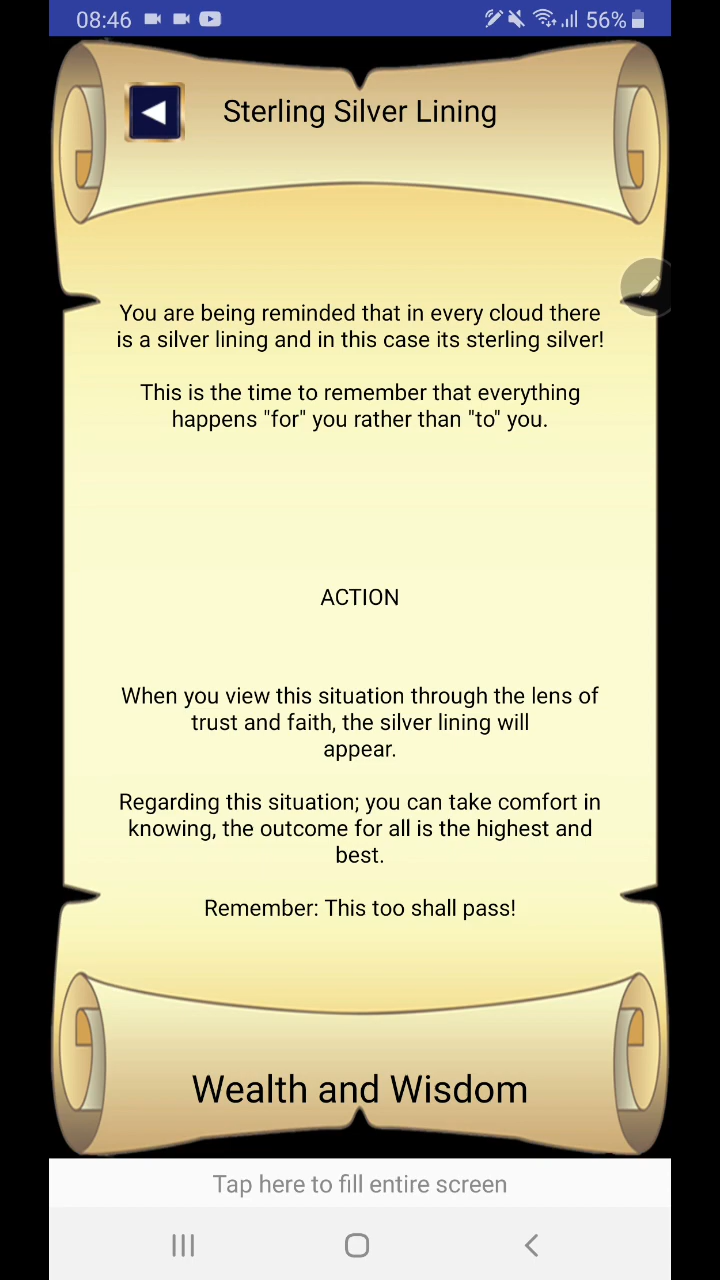 08:46
56%
Sterling Silver Lining
You are being reminded that in every cloud there
is a silver lining and in this case its sterling silver!
This is the time to remember that everything
happens "for" you rather than "to" you.
ACTION
When you view this situation through the lens of
trust and faith, the silver lining will
appear.
Regarding this situation; you can take comfort in
knowing, the outcome for all is the highest and
best.
Remember: This too shall pass!
Wealth and Wisdom
Tap here to fill entire screen